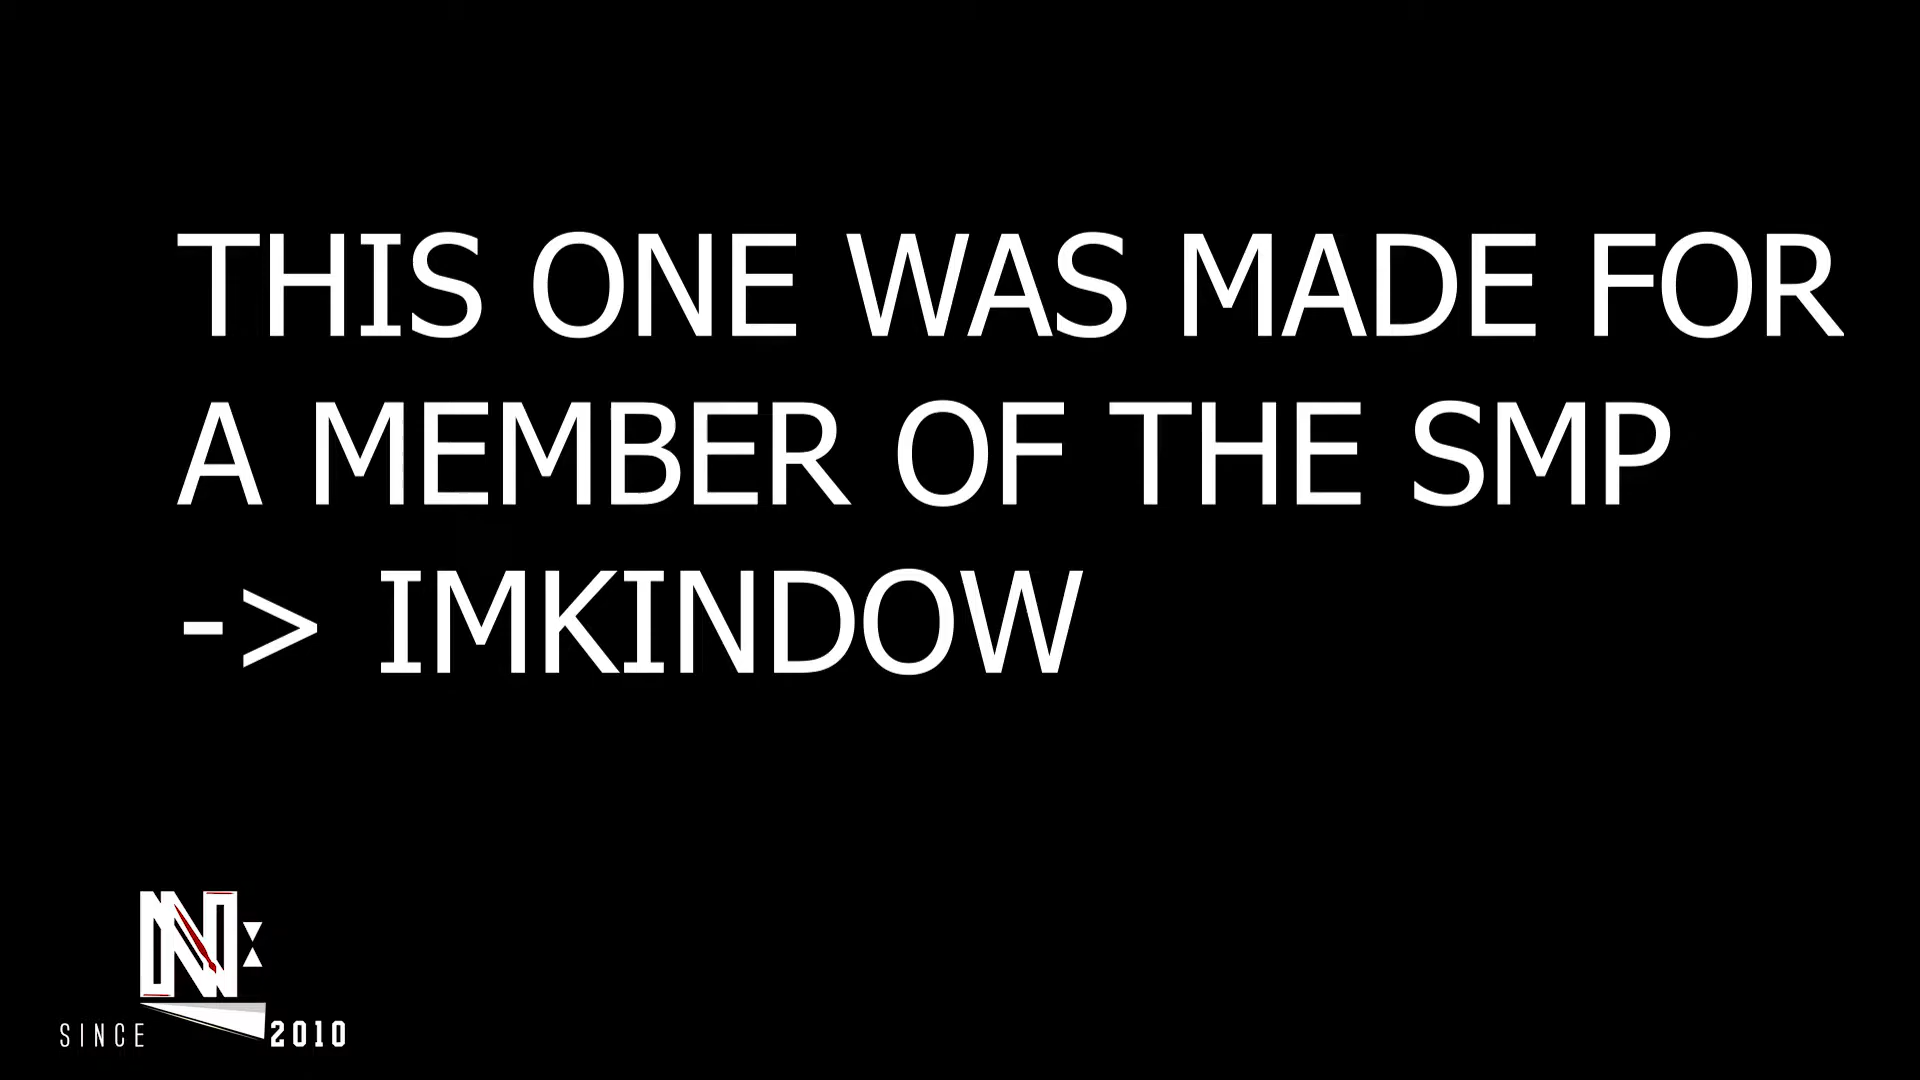 THIS ONE WAS MADE FOR
A MEMBER OF THE SMP
-> IMKINDOW
N:
SINCE 2010